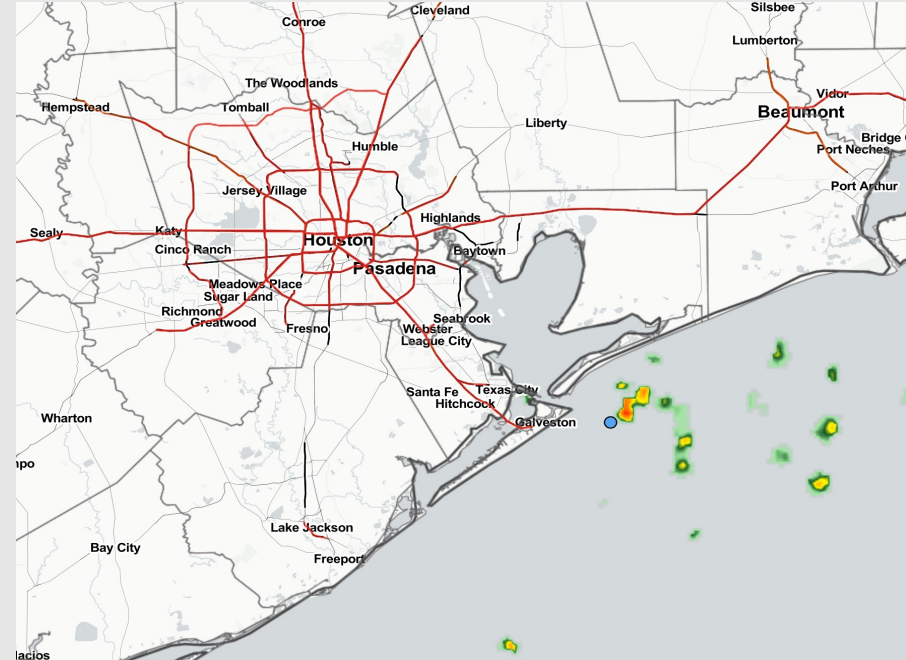 Cleveland
Silsbee
Conroe
Lumberton
The Woodlands
Vidor
Hempstead
Tomball
Beaumont
Liberty
Bridge
Humble
Port Neches
Jersey Village
Port Arthur
Highlands
Sealy
Katy
Houston
Cinco Ranch
Baytown
Pasadena
Meadows Place
Sugar Land
Richmond
Seabrook
Greatwood
Fresno
Webster
League City
Santa Fe
Texas City
Hitchcock
Wharton
Galveston
npo
Lake Jackson
Bay City
Freeport
lacios